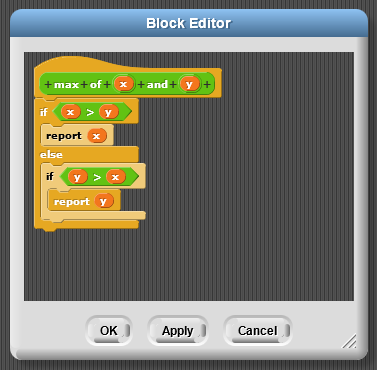 Block Editor
+ max + of + x + and + y +
if x > y
report x
else
if y > x
report y
OK Apply Cancel